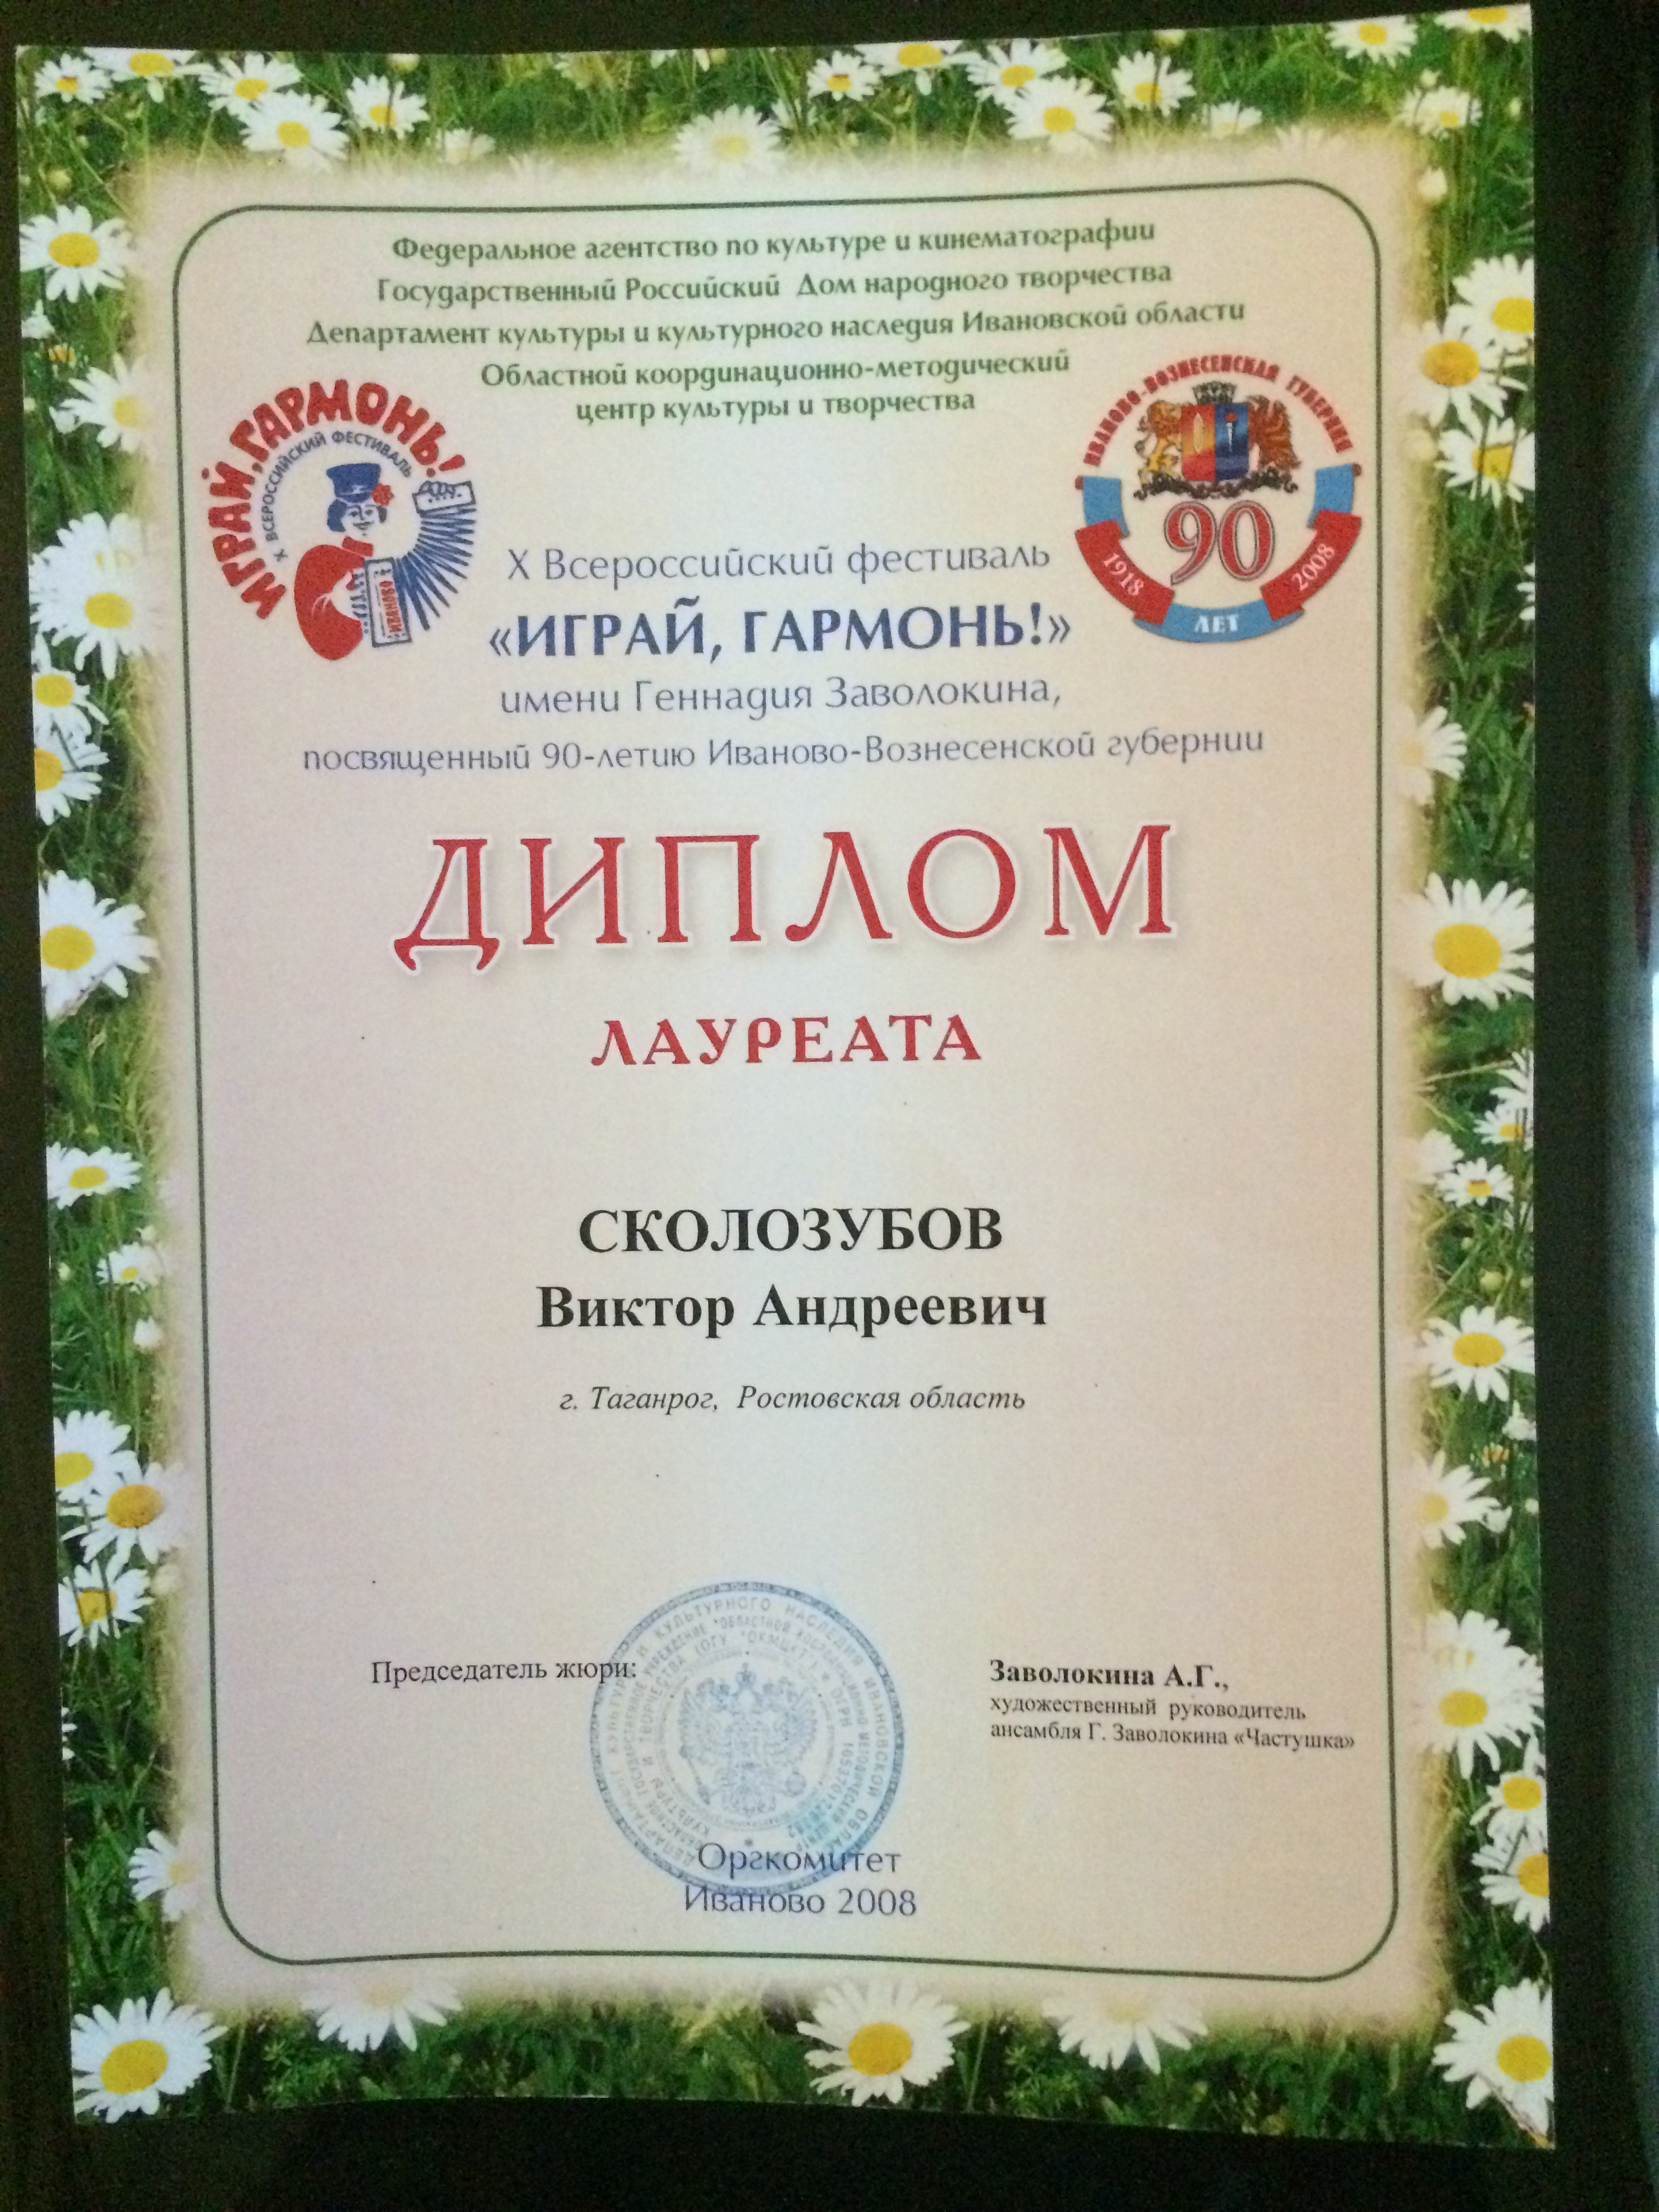 Федеральное агентство по культуре и кинематографии
Государственный Российский Дом народного творчества
Департамент культуры и культурного наследия Ивановской области
Областной координационно-методический
центр культуры и творчества
ИГРАЙ, ГАРМОНЬ!
X ВСЕРОССИЙСКИЙ ФЕСТИВАЛЬ
ИВАНОВО
ИВАНОВО-ВОЗНЕСЕНСКАЯ ГУБЕРНИЯ
90
1918
2008
ЛЕТ
X Всероссийский фестиваль
«ИГРАЙ, ГАРМОНЬ!»
имени Геннадия Заволокина,
посвященный 90-летию Иваново-Вознесенской губернии
ДИПЛОМ
ЛАУРЕАТА
СКОЛОЗУБОВ
Виктор Андреевич
г. Таганрог, Ростовская область
Председатель жюри:
Заволокина А.Г.,
художественный руководитель
ансамбля Г. Заволокина «Частушка»
КУЛЬТУРНОГО НАСЛЕДИЯ ИВАНОВСКОЙ
Оргкомитет
Иваново 2008